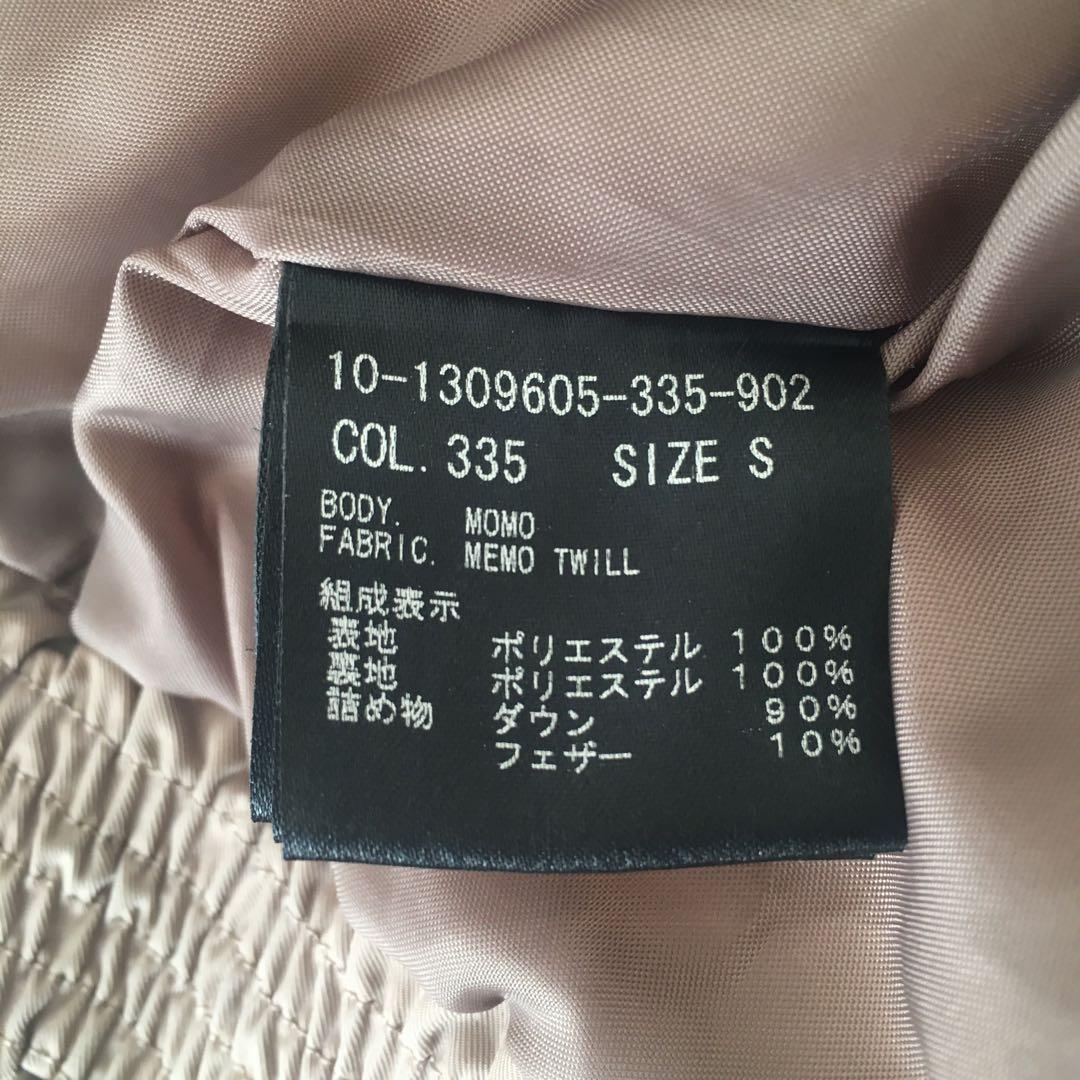 10-1309605-335-902
COL. 335 SIZE S
BODY. MOMO
FABRIC. MEMO TWILL
組成表示
表地 ポリエステル 100%
裏地 ポリエステル 100%
詰め物 ダウン 90%
フェザー 10%